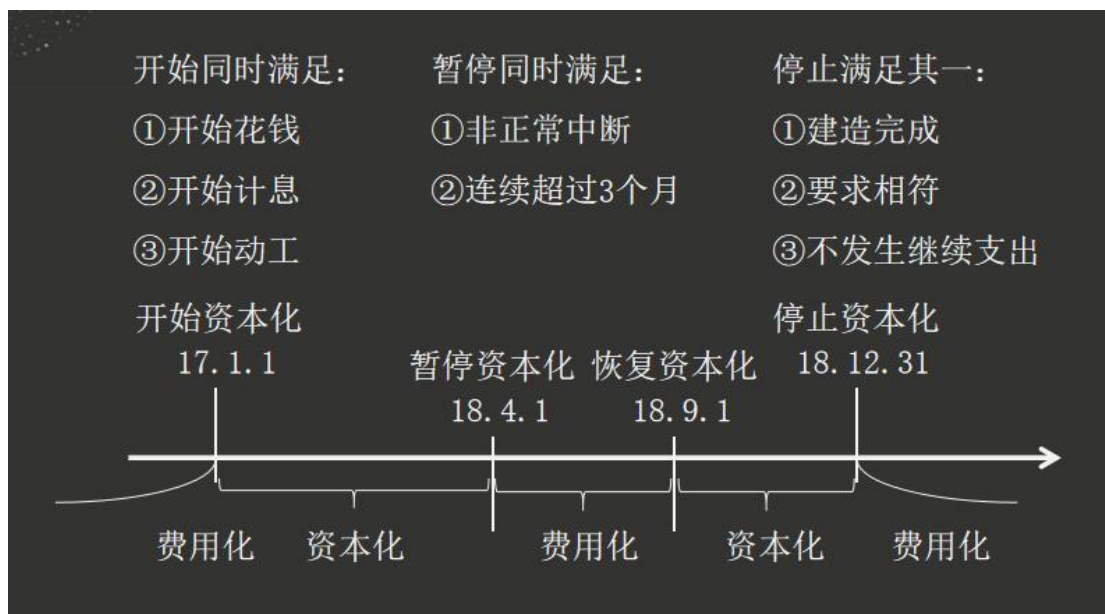 开始同时满足：
①开始花钱
②开始计息
③开始动工
暂停同时满足：
①非正常中断
②连续超过3个月
停止满足其一：
①建造完成
②要求相符
③不发生继续支出
开始资本化
17.1.1
暂停资本化
18.4.1
恢复资本化
18.9.1
停止资本化
18.12.31
费用化
资本化
费用化
资本化
费用化